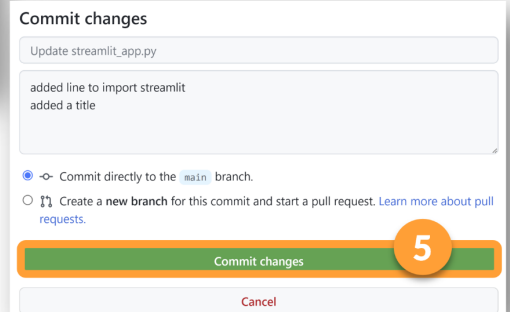 Commit changes
Update streamlit_app.py
added line to import streamlit
added a title
Commit directly to the main branch.
Create a new branch for this commit and start a pull request. Learn more about pull
requests.
Commit changes
5
Cancel